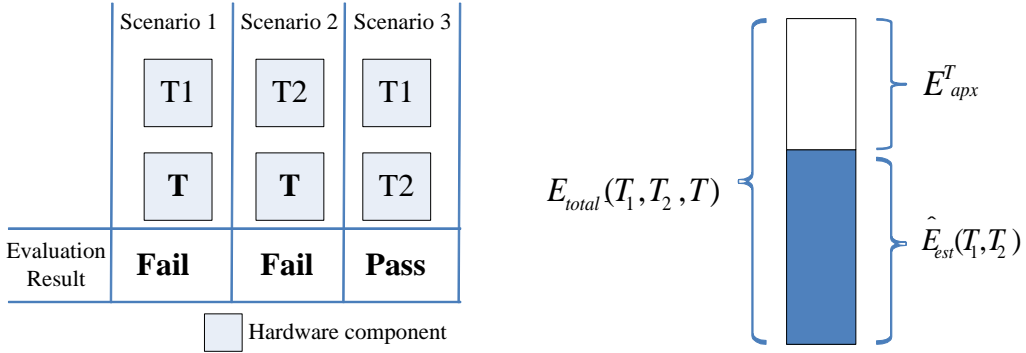 Scenario 1 Scenario 2 Scenario 3
T1 T2 T1
T T T2
Evaluation Result Fail Fail Pass
Hardware component
E_total(T_1,T_2,T)
E^T_apx
Ê_est(T_1,T_2)